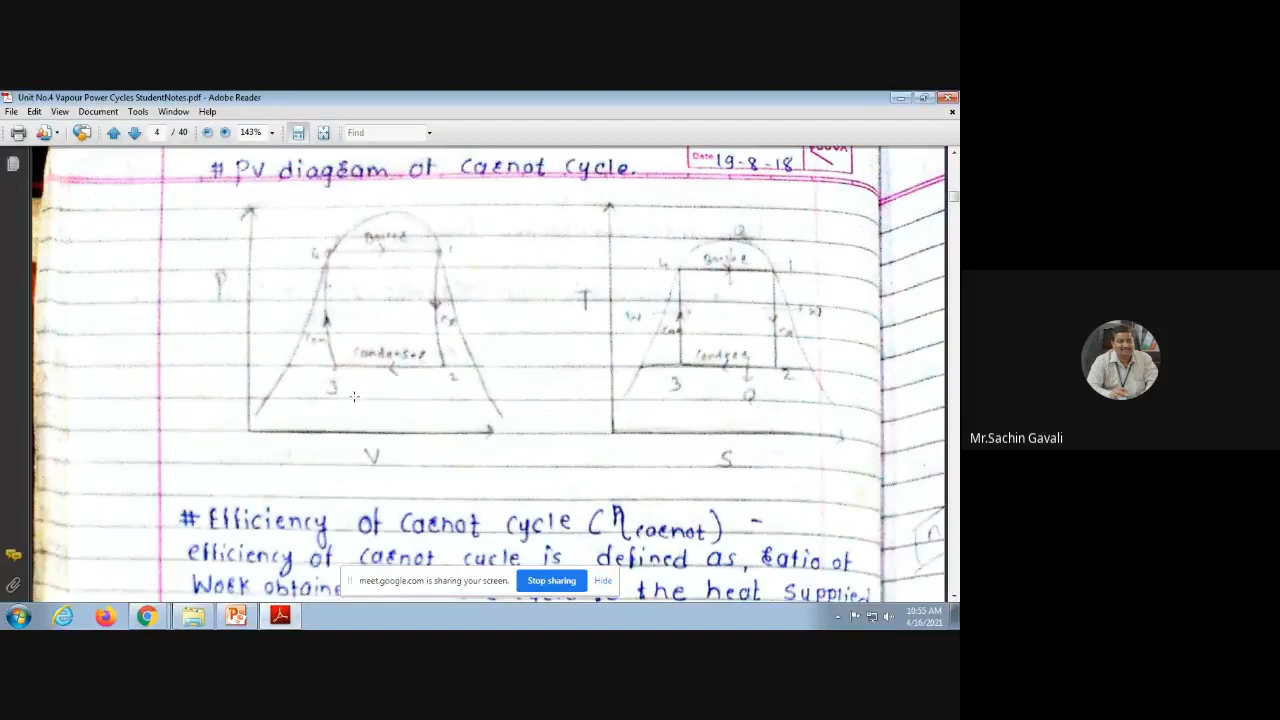 Unit No.4 Vapour Power Cycles StudentNotes.pdf - Adobe Reader
File Edit View Document Tools Window Help
4 / 40 143% Find
# PV diagram of Carnot Cycle.
Date 19-8-18
4 1
P
3 2
V
Q
4 1
T
W
3 2
Q
S
# Efficiency of Carnot cycle (η carnot) -
efficiency of carnot cycle is defined as, ratio of
Work obtaine the heat supplied
meet.google.com is sharing your screen. Stop sharing Hide
10:55 AM
4/16/2021
Mr.Sachin Gavali